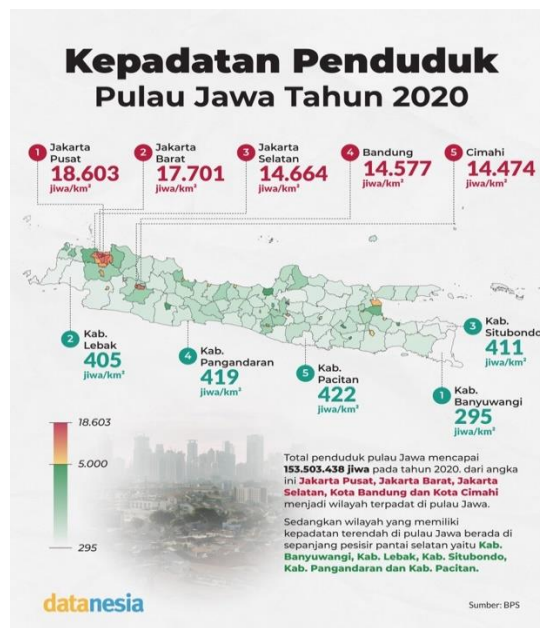 Kepadatan Penduduk
Pulau Jawa Tahun 2020
1 Jakarta
Pusat
18.603
jiwa/km²
2 Jakarta
Barat
17.701
jiwa/km²
3 Jakarta
Selatan
14.664
jiwa/km²
4 Bandung
14.577
jiwa/km²
5 Cimahi
14.474
jiwa/km²
2 Kab.
Lebak
405
jiwa/km²
4 Kab.
Pangandaran
419
jiwa/km²
5 Kab.
Pacitan
422
jiwa/km²
3 Kab.
Situbondo
411
jiwa/km²
1 Kab.
Banyuwangi
295
jiwa/km²
18.603
5.000
295
Total penduduk pulau Jawa mencapai
153.503.438 jiwa pada tahun 2020. dari angka
ini Jakarta Pusat, Jakarta Barat, Jakarta
Selatan, Kota Bandung dan Kota Cimahi
menjadi wilayah terpadat di pulau Jawa.
Sedangkan wilayah yang memiliki
kepadatan terendah di pulau Jawa berada di
sepanjang pesisir pantai selatan yaitu Kab.
Banyuwangi, Kab. Lebak, Kab. Situbondo,
Kab. Pangandaran dan Kab. Pacitan.
datanesia
Sumber: BPS